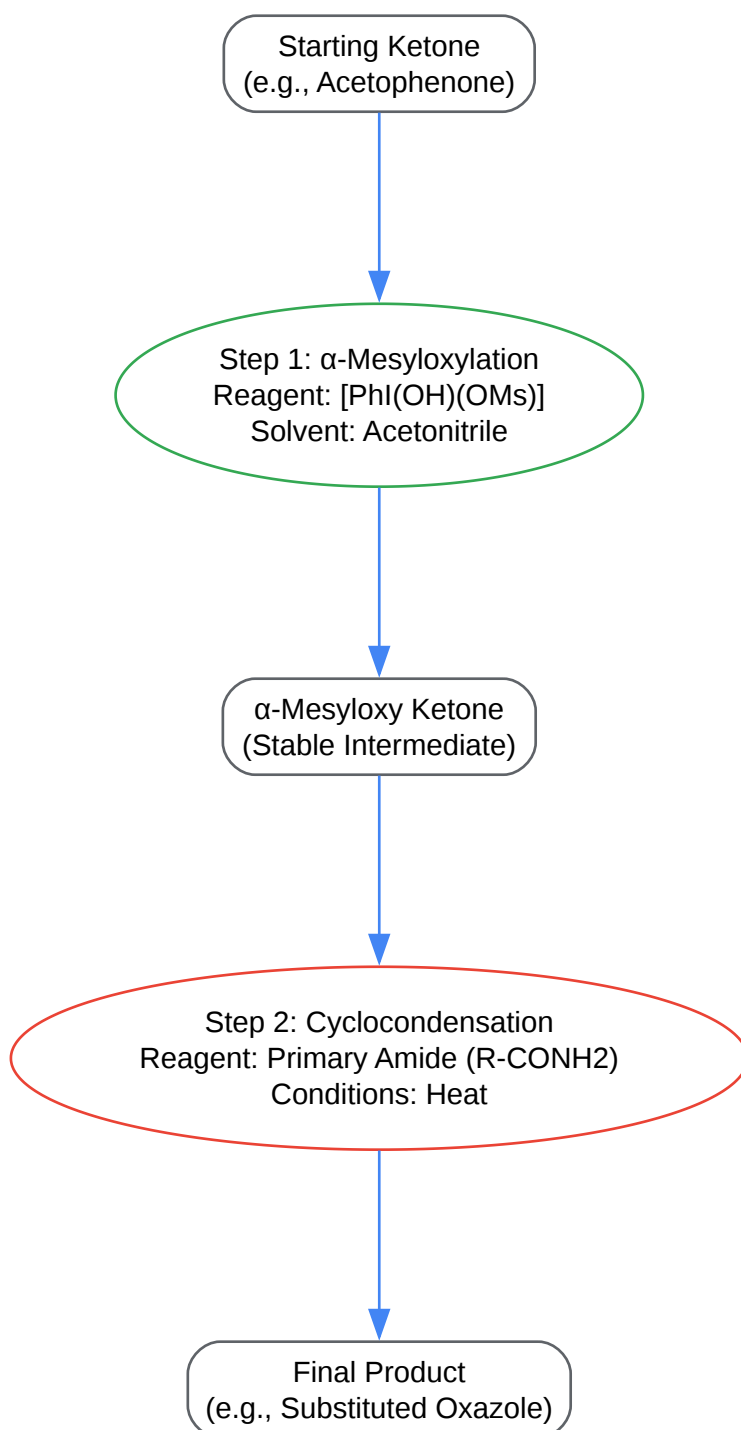 Starting Ketone
(e.g., Acetophenone)
Step 1: α-Mesyloxylation
Reagent: [PhI(OH)(OMs)]
Solvent: Acetonitrile
α-Mesyloxy Ketone
(Stable Intermediate)
Step 2: Cyclocondensation
Reagent: Primary Amide (R-CONH2)
Conditions: Heat
Final Product
(e.g., Substituted Oxazole)